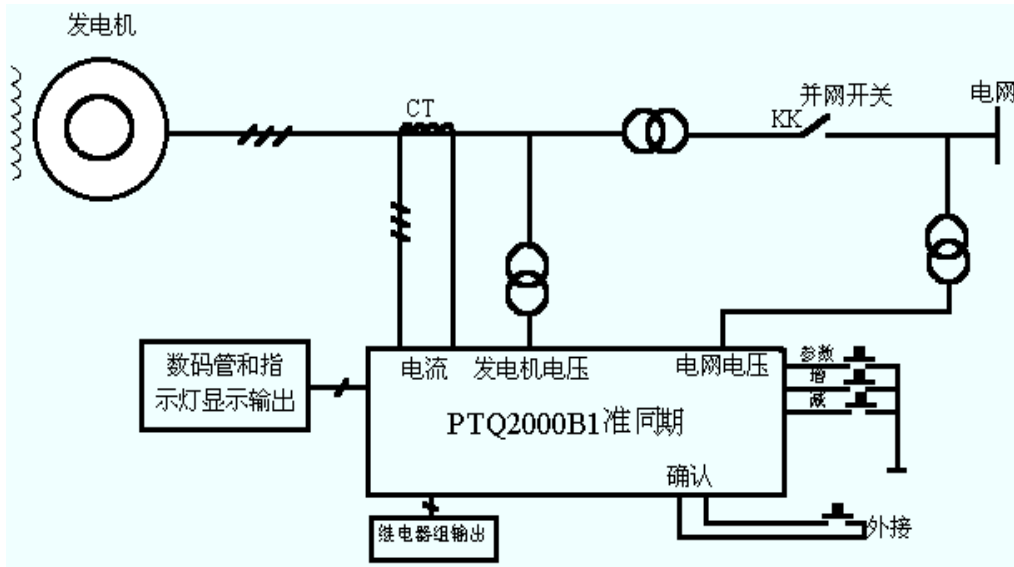 发电机
CT
并网开关
电网
KK
数码管和指
示灯显示输出
电流
发电机电压
电网电压
参数
增
减
PTQ2000B1准同期
确认
继电器组输出
外接